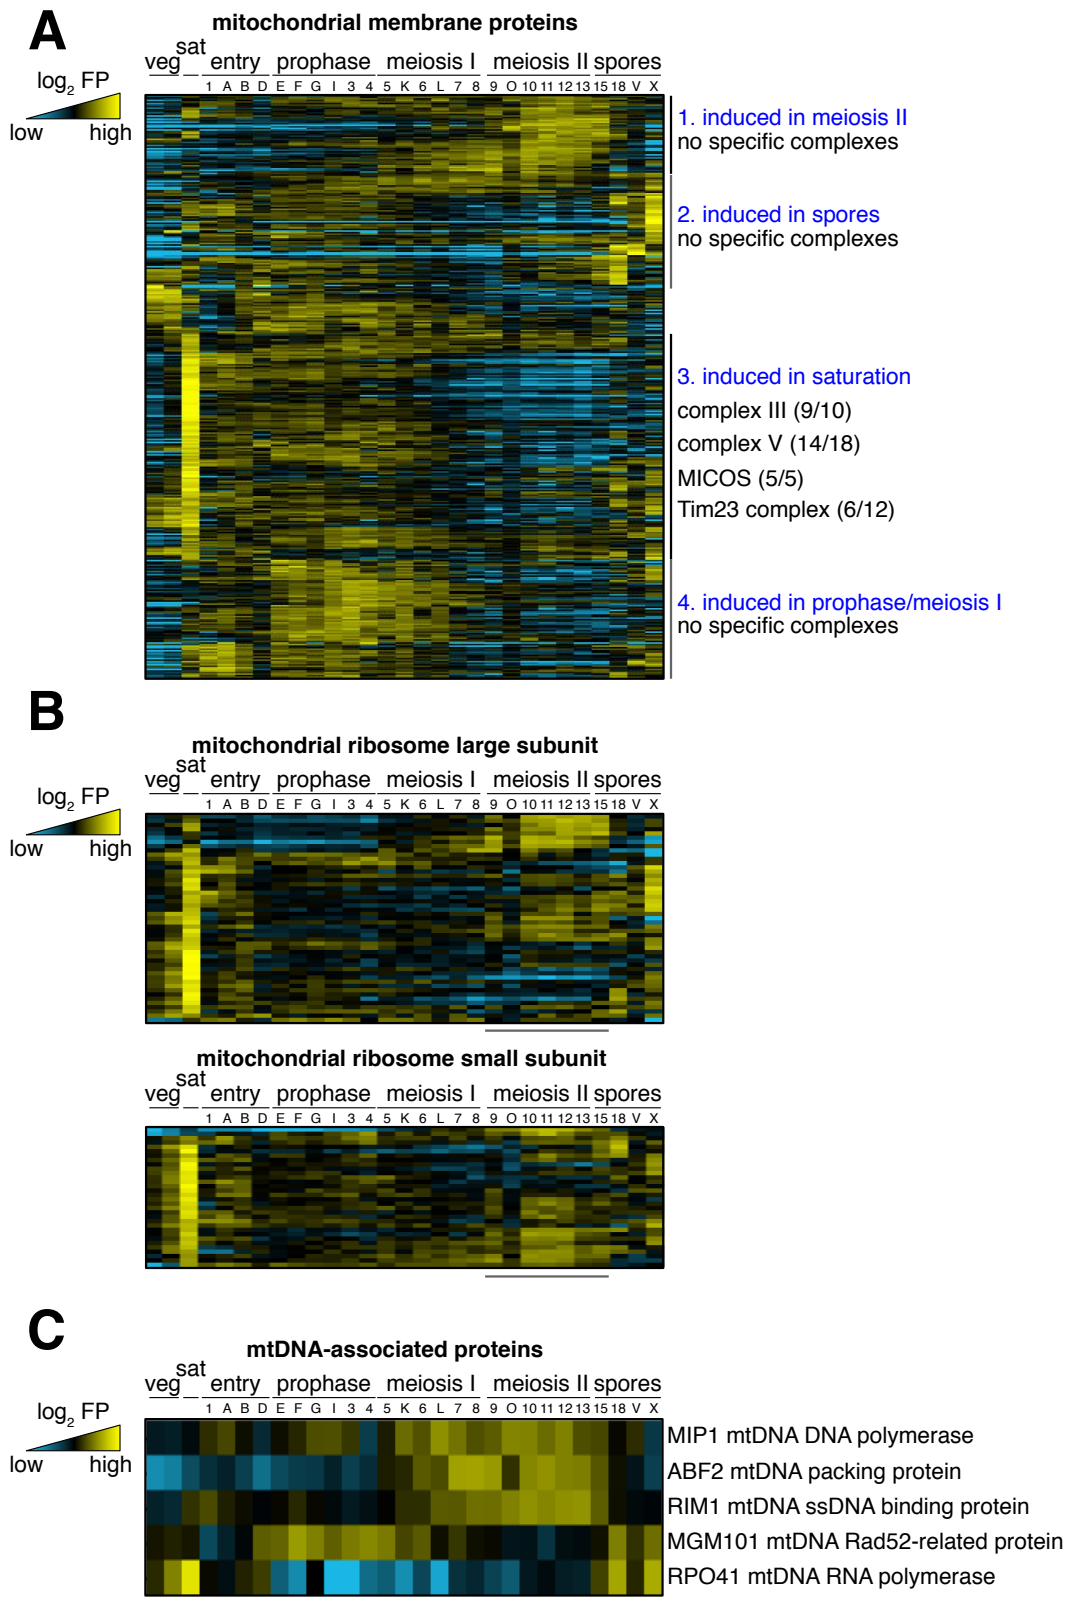 A
mitochondrial membrane proteins
veg sat entry prophase meiosis I meiosis II spores
log2 FP
low high
1 A B D E F G I 3 4 5 K 6 L 7 8 9 O 10 11 12 13 15 18 V X
1. induced in meiosis II
no specific complexes
2. induced in spores
no specific complexes
3. induced in saturation
complex III (9/10)
complex V (14/18)
MICOS (5/5)
Tim23 complex (6/12)
4. induced in prophase/meiosis I
no specific complexes
B
mitochondrial ribosome large subunit
veg sat entry prophase meiosis I meiosis II spores
log2 FP
low high
1 A B D E F G I 3 4 5 K 6 L 7 8 9 O 10 11 12 13 15 18 V X
mitochondrial ribosome small subunit
veg sat entry prophase meiosis I meiosis II spores
1 A B D E F G I 3 4 5 K 6 L 7 8 9 O 10 11 12 13 15 18 V X
C
mtDNA-associated proteins
veg sat entry prophase meiosis I meiosis II spores
log2 FP
low high
1 A B D E F G I 3 4 5 K 6 L 7 8 9 O 10 11 12 13 15 18 V X
MIP1 mtDNA DNA polymerase
ABF2 mtDNA packing protein
RIM1 mtDNA ssDNA binding protein
MGM101 mtDNA Rad52-related protein
RPO41 mtDNA RNA polymerase